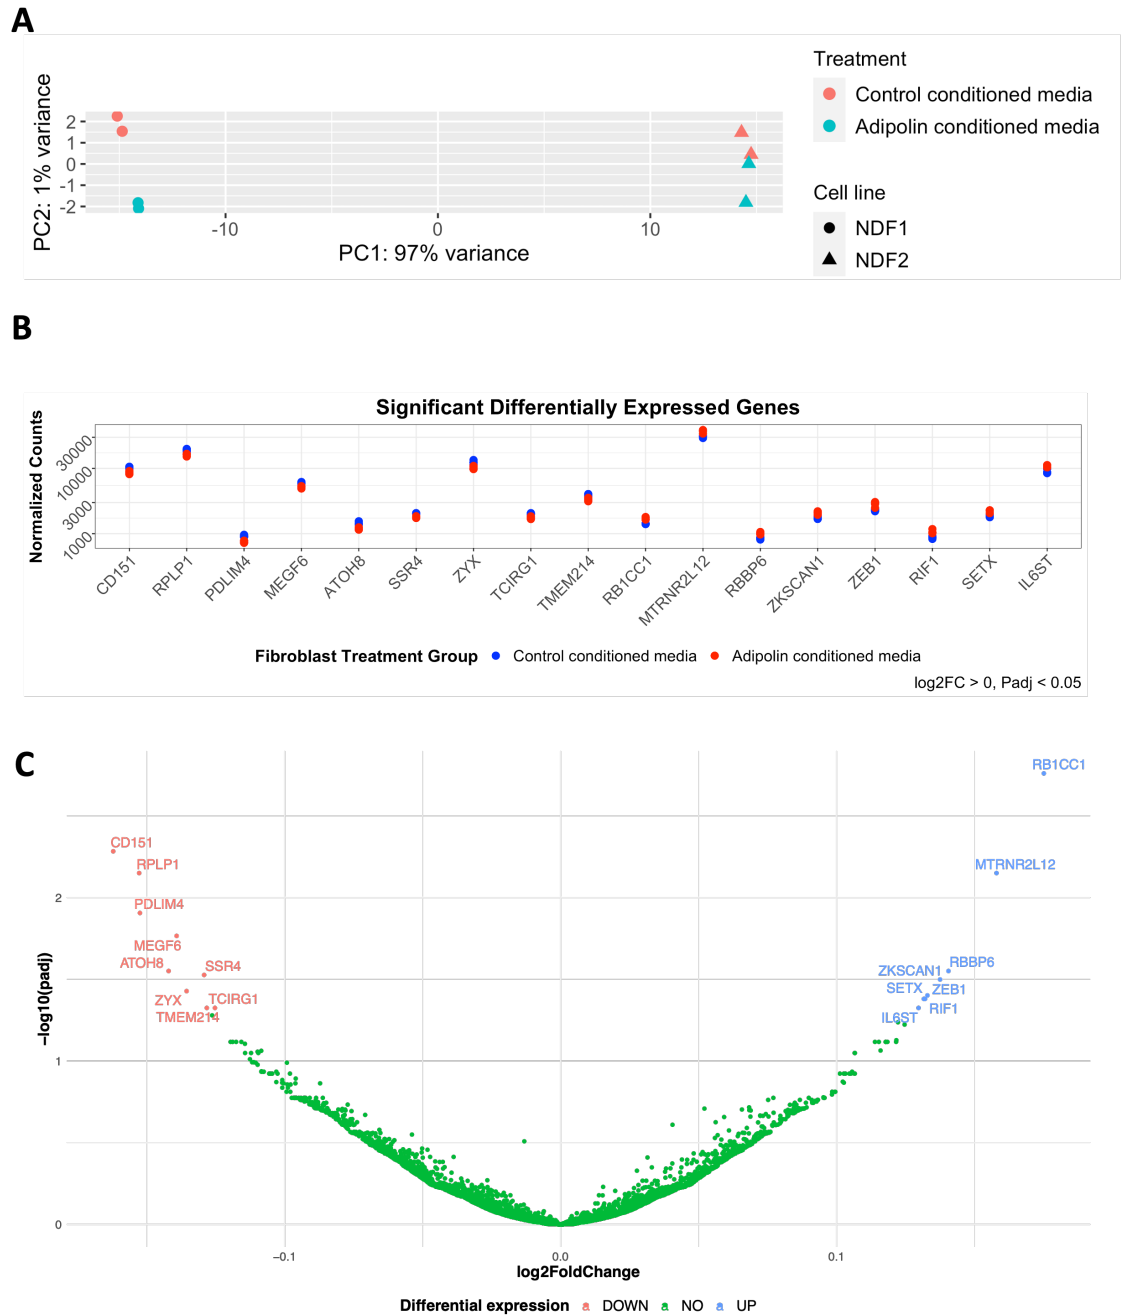 A
PC2: 1% variance
2
1
0
-1
-2
-10
0
10
PC1: 97% variance
Treatment
Control conditioned media
Adipolin conditioned media
Cell line
NDF1
NDF2
B
Significant Differentially Expressed Genes
Normalized Counts
30000
10000
3000
1000
CD151
RPLP1
PDLIM4
MEGF6
ATOH8
SSR4
ZYX
TCIRG1
TMEM214
RB1CC1
MTRNR2L12
RBBP6
ZKSCAN1
ZEB1
RIF1
SETX
IL6ST
Fibroblast Treatment Group Control conditioned media Adipolin conditioned media
log2FC > 0, Padj < 0.05
C
RB1CC1
CD151
RPLP1
MTRNR2L12
PDLIM4
MEGF6
ATOH8
SSR4
RBBP6
ZKSCAN1
SETX
ZEB1
ZYX
TCIRG1
TMEM214
IL6ST
RIF1
−log10(padj)
2
1
0
−0.1
0.0
0.1
log2FoldChange
Differential expression a DOWN a NO a UP